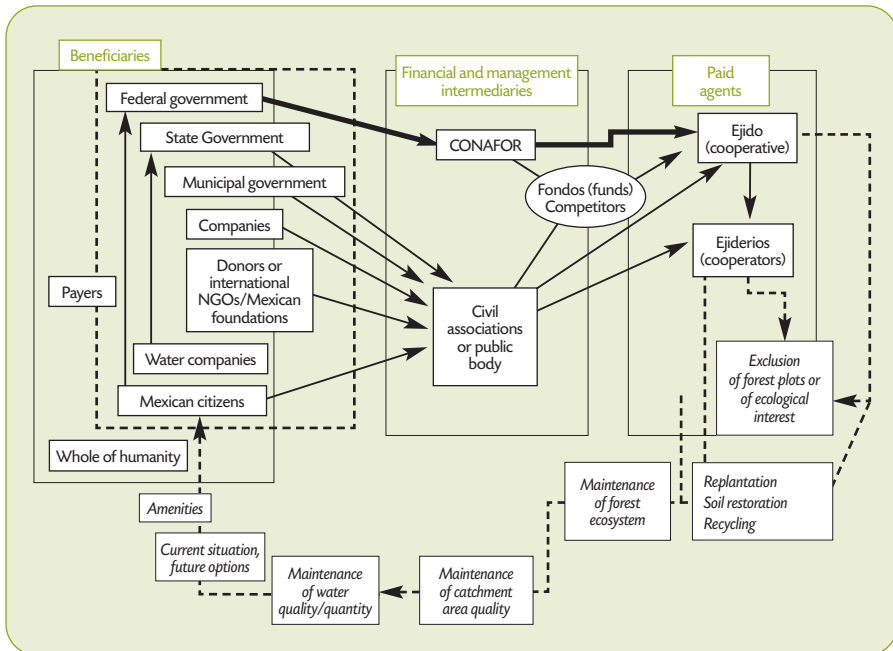 Beneficiaries
Federal government
State Government
Municipal government
Companies
Donors or
international
NGOs/Mexican
foundations
Payers
Water companies
Mexican citizens
Whole of humanity
Financial and management
intermediaries
CONAFOR
Fondos (funds)
Competitors
Civil
associations
or public
body
Paid
agents
Ejido
(cooperative)
Ejiderios
(cooperators)
Exclusion
of forest plots or
of ecological
interest
Replantation
Soil restoration
Recycling
Maintenance
of forest
ecosystem
Maintenance
of catchment
area quality
Maintenance
of water
quality/quantity
Current situation,
future options
Amenities